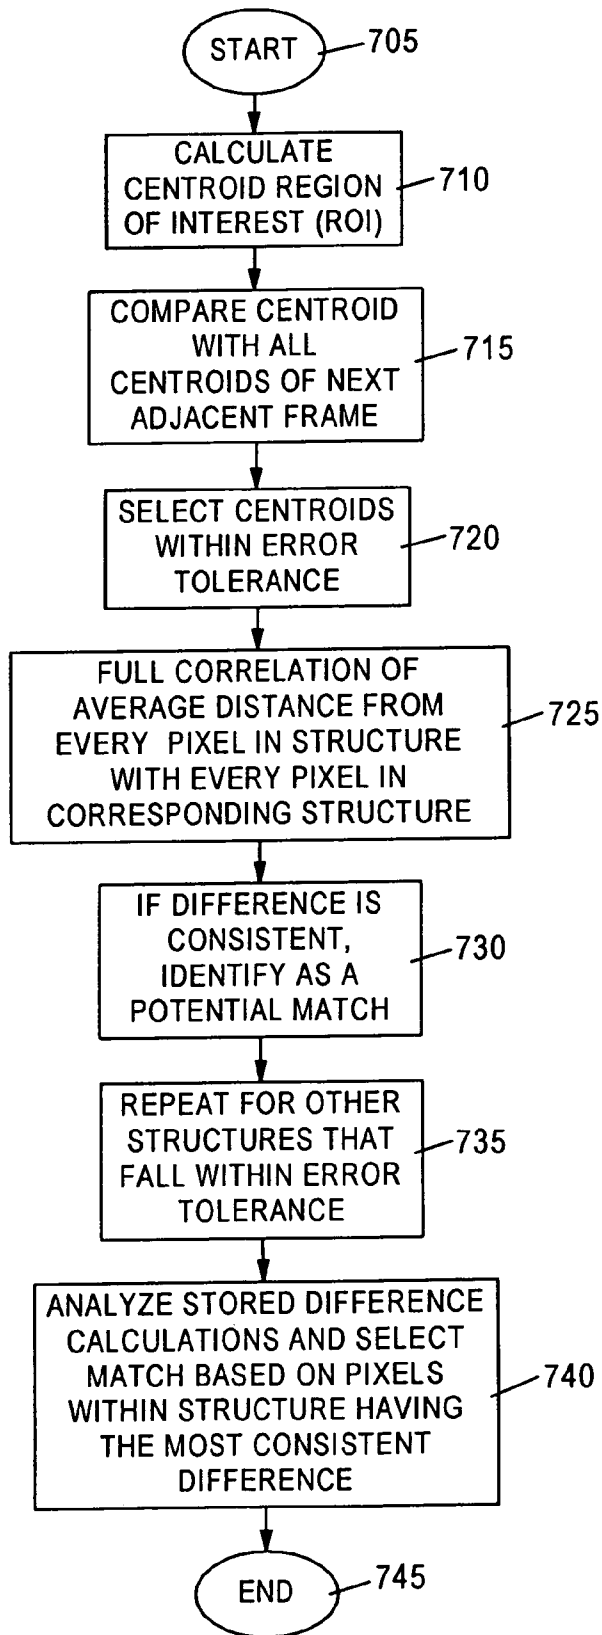 START
705
CALCULATE
CENTROID REGION
OF INTEREST (ROI)
710
COMPARE CENTROID
WITH ALL
CENTROIDS OF NEXT
ADJACENT FRAME
715
SELECT CENTROIDS
WITHIN ERROR
TOLERANCE
720
FULL CORRELATION OF
AVERAGE DISTANCE FROM
EVERY PIXEL IN STRUCTURE
WITH EVERY PIXEL IN
CORRESPONDING STRUCTURE
725
IF DIFFERENCE IS
CONSISTENT,
IDENTIFY AS A
POTENTIAL MATCH
730
REPEAT FOR OTHER
STRUCTURES THAT
FALL WITHIN ERROR
TOLERANCE
735
ANALYZE STORED DIFFERENCE
CALCULATIONS AND SELECT
MATCH BASED ON PIXELS
WITHIN STRUCTURE HAVING
THE MOST CONSISTENT
DIFFERENCE
740
END
745